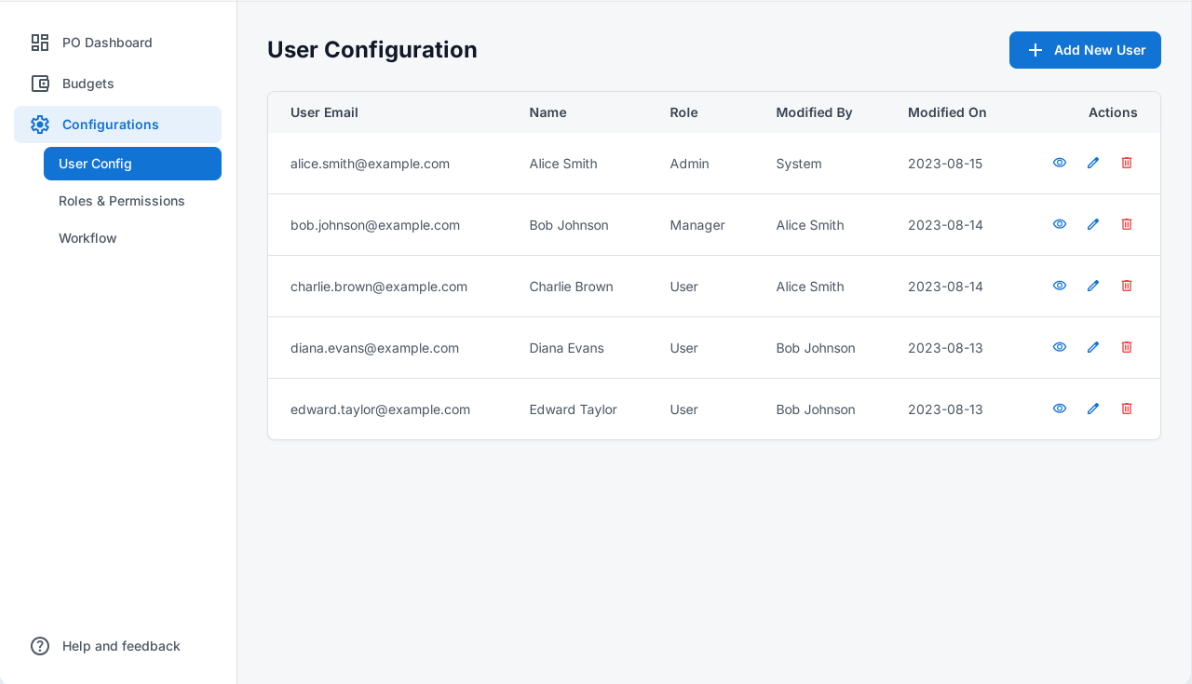 PO Dashboard
Budgets
Configurations
User Config
Roles & Permissions
Workflow
Help and feedback
User Configuration
Add New User
User Email Name Role Modified By Modified On Actions
alice.smith@example.com Alice Smith Admin System 2023-08-15
bob.johnson@example.com Bob Johnson Manager Alice Smith 2023-08-14
charlie.brown@example.com Charlie Brown User Alice Smith 2023-08-14
diana.evans@example.com Diana Evans User Bob Johnson 2023-08-13
edward.taylor@example.com Edward Taylor User Bob Johnson 2023-08-13